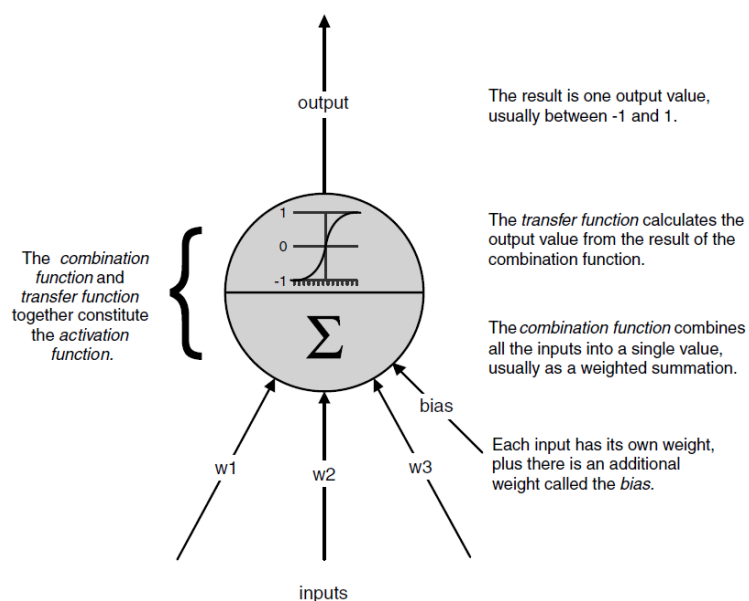 output
The result is one output value,
usually between -1 and 1.
The combination
function and
transfer function
together constitute
the activation
function.
1
0
-1
The transfer function calculates the
output value from the result of the
combination function.
Σ
The combination function combines
all the inputs into a single value,
usually as a weighted summation.
bias
w1
w2
w3
Each input has its own weight,
plus there is an additional
weight called the bias.
inputs